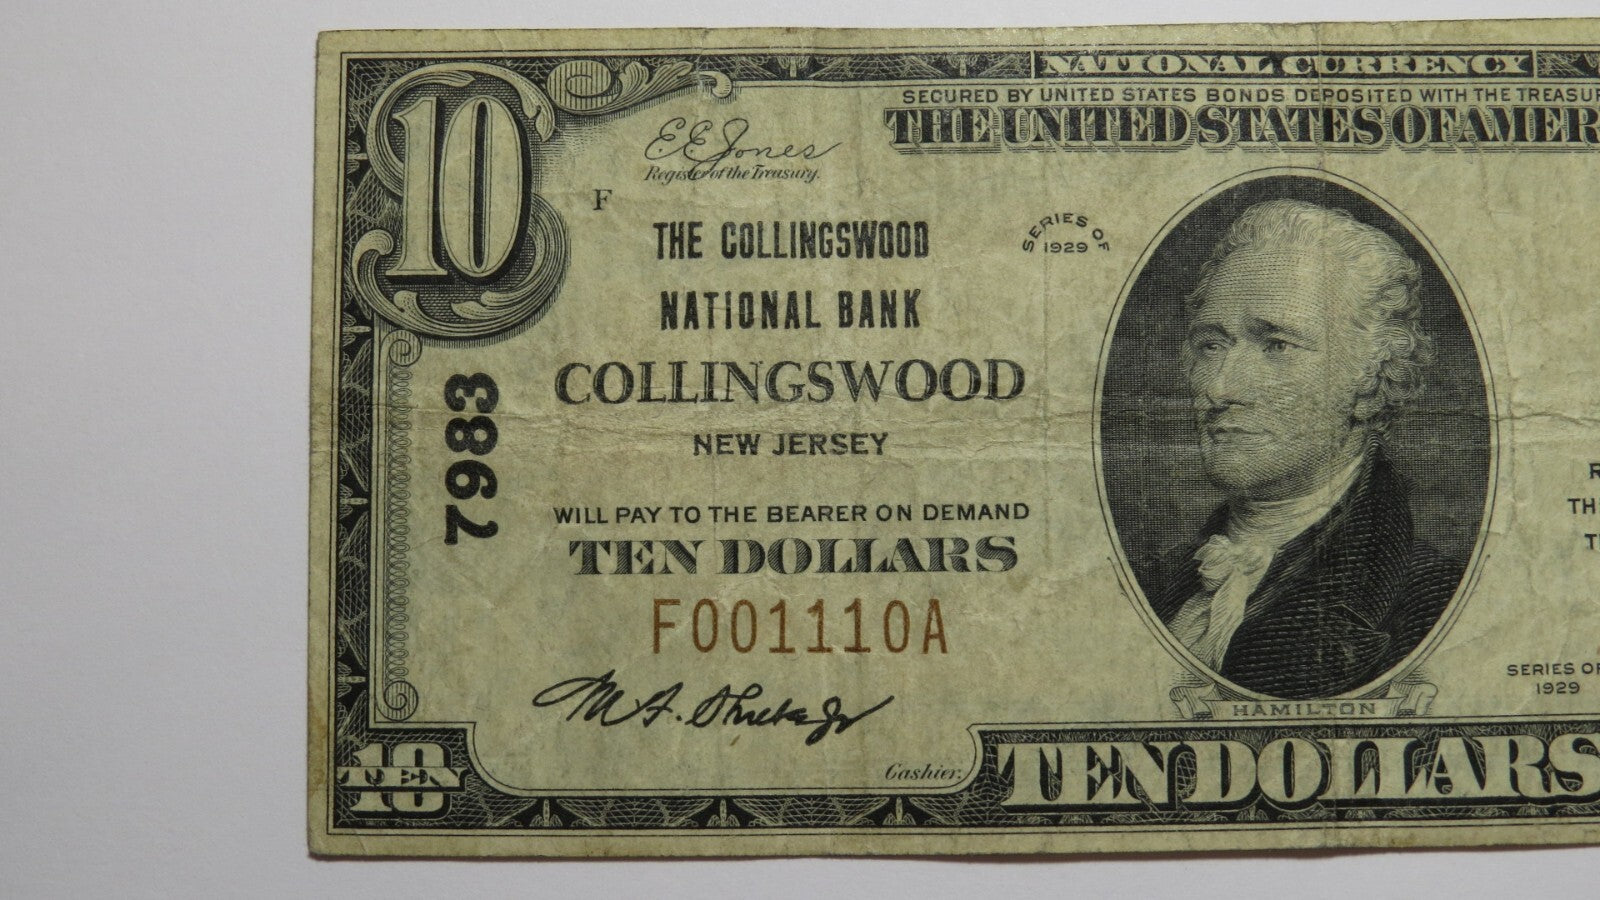 NATIONAL CURRENCY
SECURED BY UNITED STATES BONDS DEPOSITED WITH THE TREASUR
THE UNITED STATES OF AMER
10
E.E. Jones
Register of the Treasury.
F
THE COLLINGSWOOD
NATIONAL BANK
SERIES OF
1929
COLLINGSWOOD
NEW JERSEY
7983
WILL PAY TO THE BEARER ON DEMAND
TEN DOLLARS
F001110A
R
TH
T
SERIES OF
1929
HAMILTON
Cashier.
10
TEN
TEN DOLLARS